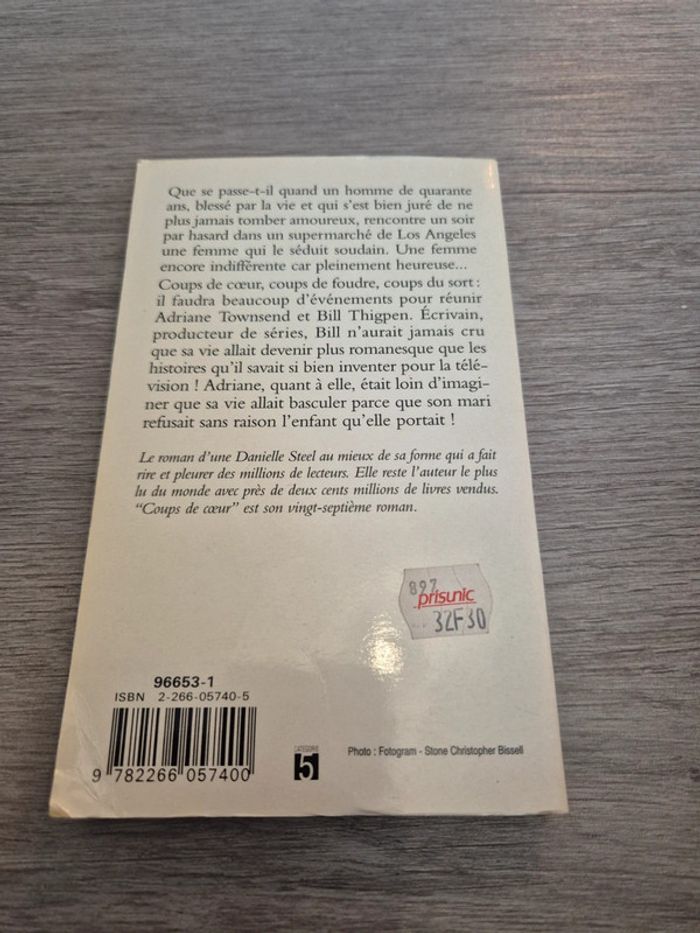 Que se passe-t-il quand un homme de quarante
ans, blessé par la vie et qui s'est bien juré de ne
plus jamais tomber amoureux, rencontre un soir
par hasard dans un supermarché de Los Angeles
une femme qui le séduit soudain. Une femme
encore indifférente car pleinement heureuse...
Coups de cœur, coups de foudre, coups du sort :
il faudra beaucoup d'événements pour réunir
Adriane Townsend et Bill Thigpen. Écrivain,
producteur de séries, Bill n'aurait jamais cru
que sa vie allait devenir plus romanesque que les
histoires qu'il savait si bien inventer pour la télé-
vision ! Adriane, quant à elle, était loin d'imagi-
ner que sa vie allait basculer parce que son mari
refusait sans raison l'enfant qu'elle portait !
Le roman d'une Danielle Steel au mieux de sa forme qui a fait
rire et pleurer des millions de lecteurs. Elle reste l'auteur le plus
lu du monde avec près de deux cents millions de livres vendus.
"Coups de cœur" est son vingt-septième roman.
897
prisunic
32F30
96653-1
ISBN 2-266-05740-5
9 782266 057400
CATÉGORIE
5
Photo : Fotogram - Stone Christopher Bissell